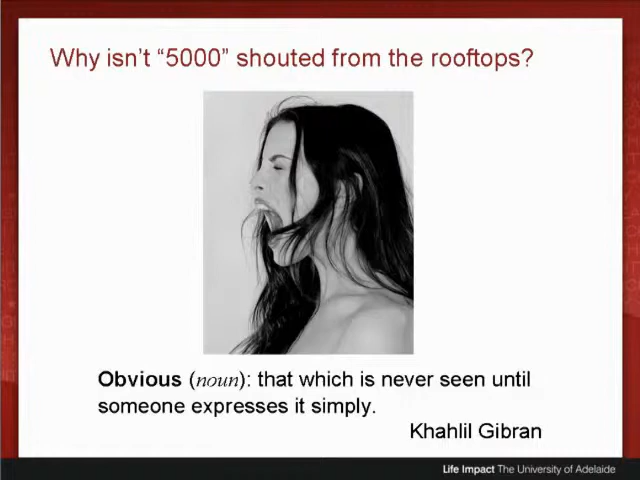 Why isn't “5000” shouted from the rooftops?
Obvious (noun): that which is never seen until
someone expresses it simply.
Khahlil Gibran
Life Impact The University of Adelaide